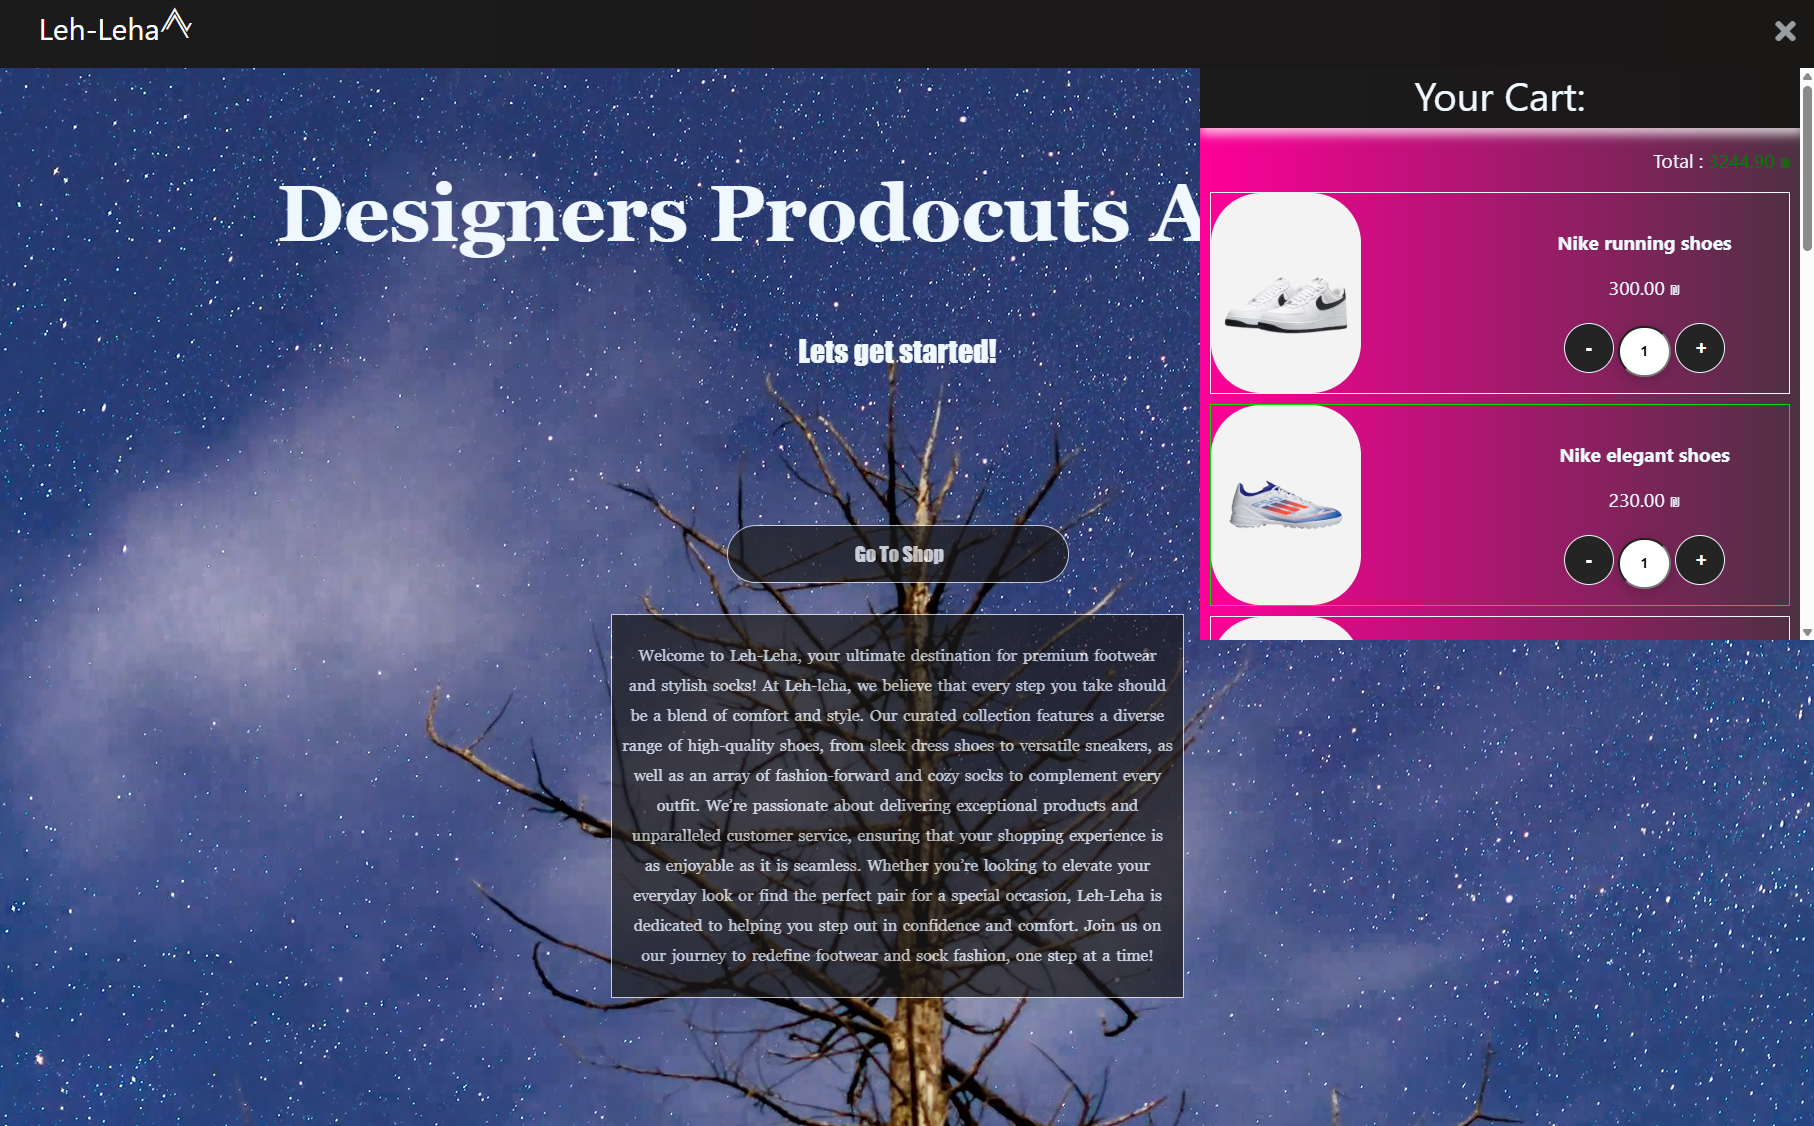 Leh-Leha
Your Cart:
Total : 3244.90 ₪
Designers Prodocuts A
Nike running shoes
300.00 ₪
- 1 +
Lets get started!
Nike elegant shoes
230.00 ₪
- 1 +
Go To Shop
Welcome to Leh-Leha, your ultimate destination for premium footwear
and stylish socks! At Leh-leha, we believe that every step you take should
be a blend of comfort and style. Our curated collection features a diverse
range of high-quality shoes, from sleek dress shoes to versatile sneakers, as
well as an array of fashion-forward and cozy socks to complement every
outfit. We’re passionate about delivering exceptional products and
unparalleled customer service, ensuring that your shopping experience is
as enjoyable as it is seamless. Whether you’re looking to elevate your
everyday look or find the perfect pair for a special occasion, Leh-Leha is
dedicated to helping you step out in confidence and comfort. Join us on
our journey to redefine footwear and sock fashion, one step at a time!